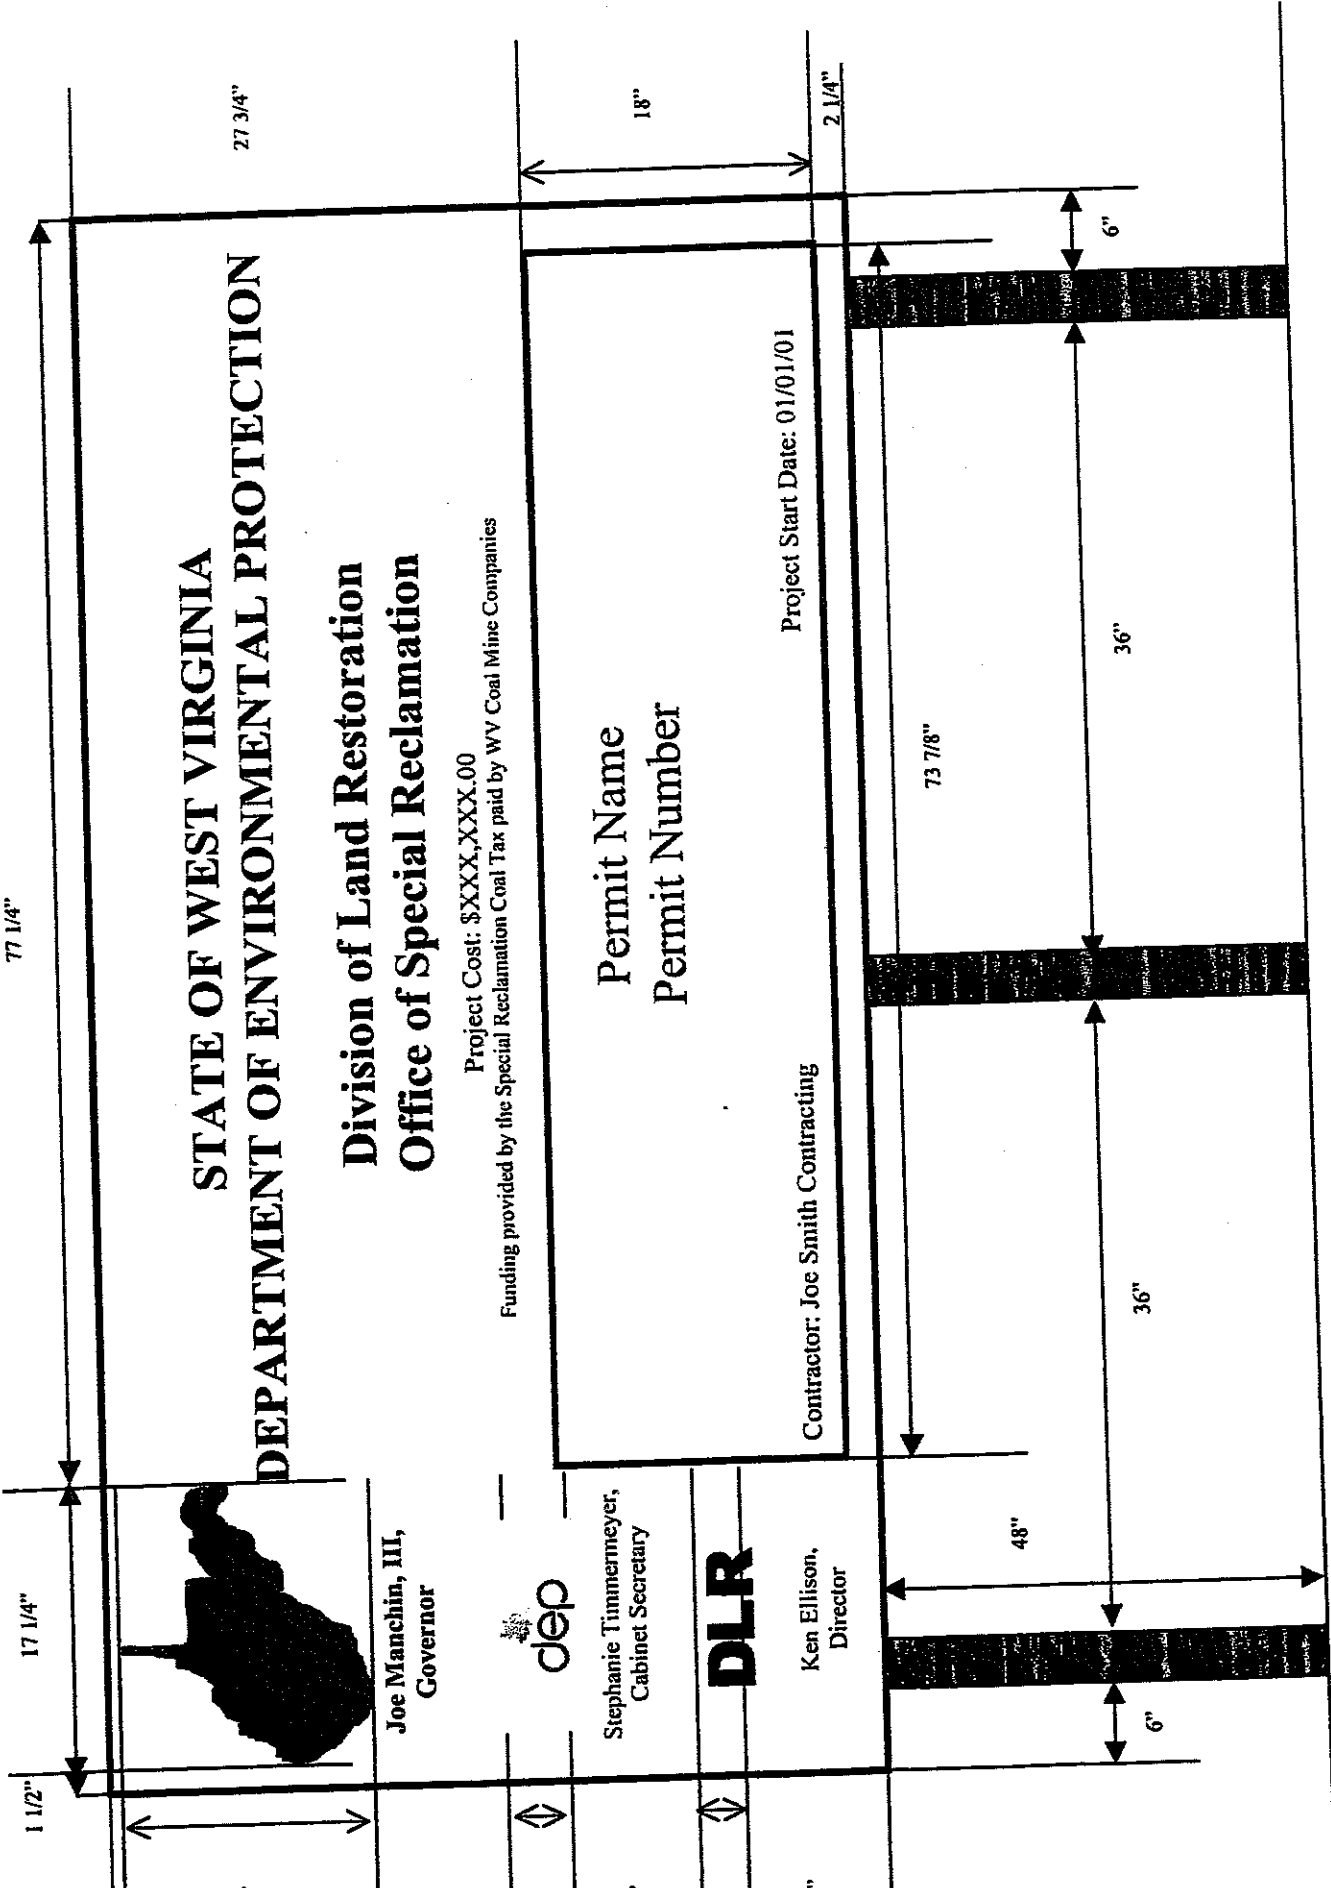 1 1/2"
17 1/4"
77 1/4"
STATE OF WEST VIRGINIA
DEPARTMENT OF ENVIRONMENTAL PROTECTION
Division of Land Restoration
Office of Special Reclamation
Project Cost: $XXX,XXX.00
Funding provided by the Special Reclamation Coal Tax paid by WV Coal Mine Companies
27 3/4"
Joe Manchin, III,
Governor
dep
Stephanie Timmermeyer,
Cabinet Secretary
DLR
Ken Ellison,
Director
Permit Name
Permit Number
Contractor: Joe Smith Contracting
Project Start Date: 01/01/01
18"
2 1/4"
73 7/8"
48"
6"
36"
36"
6"